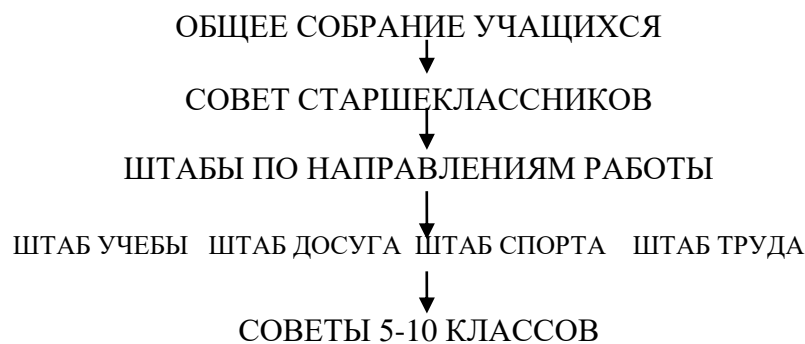 ОБЩЕЕ СОБРАНИЕ УЧАЩИХСЯ
СОВЕТ СТАРШЕКЛАССНИКОВ
ШТАБЫ ПО НАПРАВЛЕНИЯМ РАБОТЫ
ШТАБ УЧЕБЫ ШТАБ ДОСУГА ШТАБ СПОРТА ШТАБ ТРУДА
СОВЕТЫ 5-10 КЛАССОВ